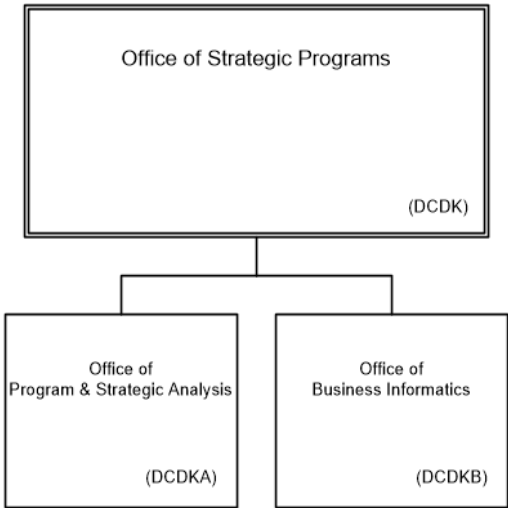 Office of Strategic Programs
(DCDK)
Office of
Program & Strategic Analysis
(DCDKA)
Office of
Business Informatics
(DCDKB)